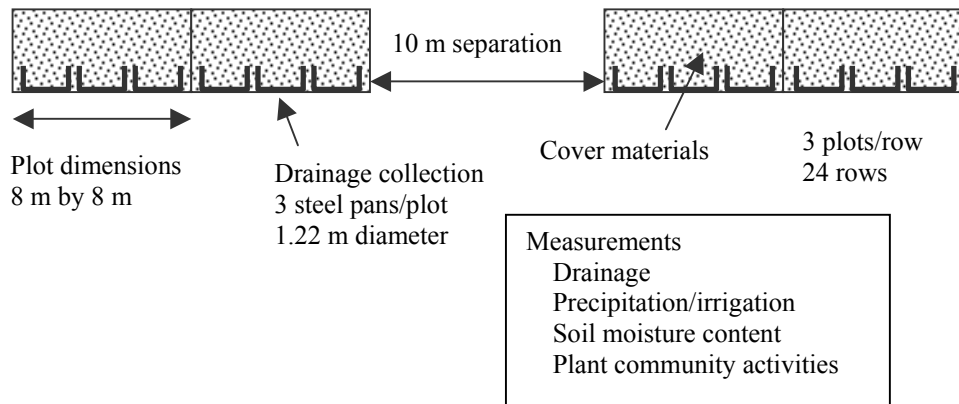 10 m separation
Plot dimensions
8 m by 8 m
Drainage collection
3 steel pans/plot
1.22 m diameter
Cover materials
3 plots/row
24 rows
Measurements
Drainage
Precipitation/irrigation
Soil moisture content
Plant community activities